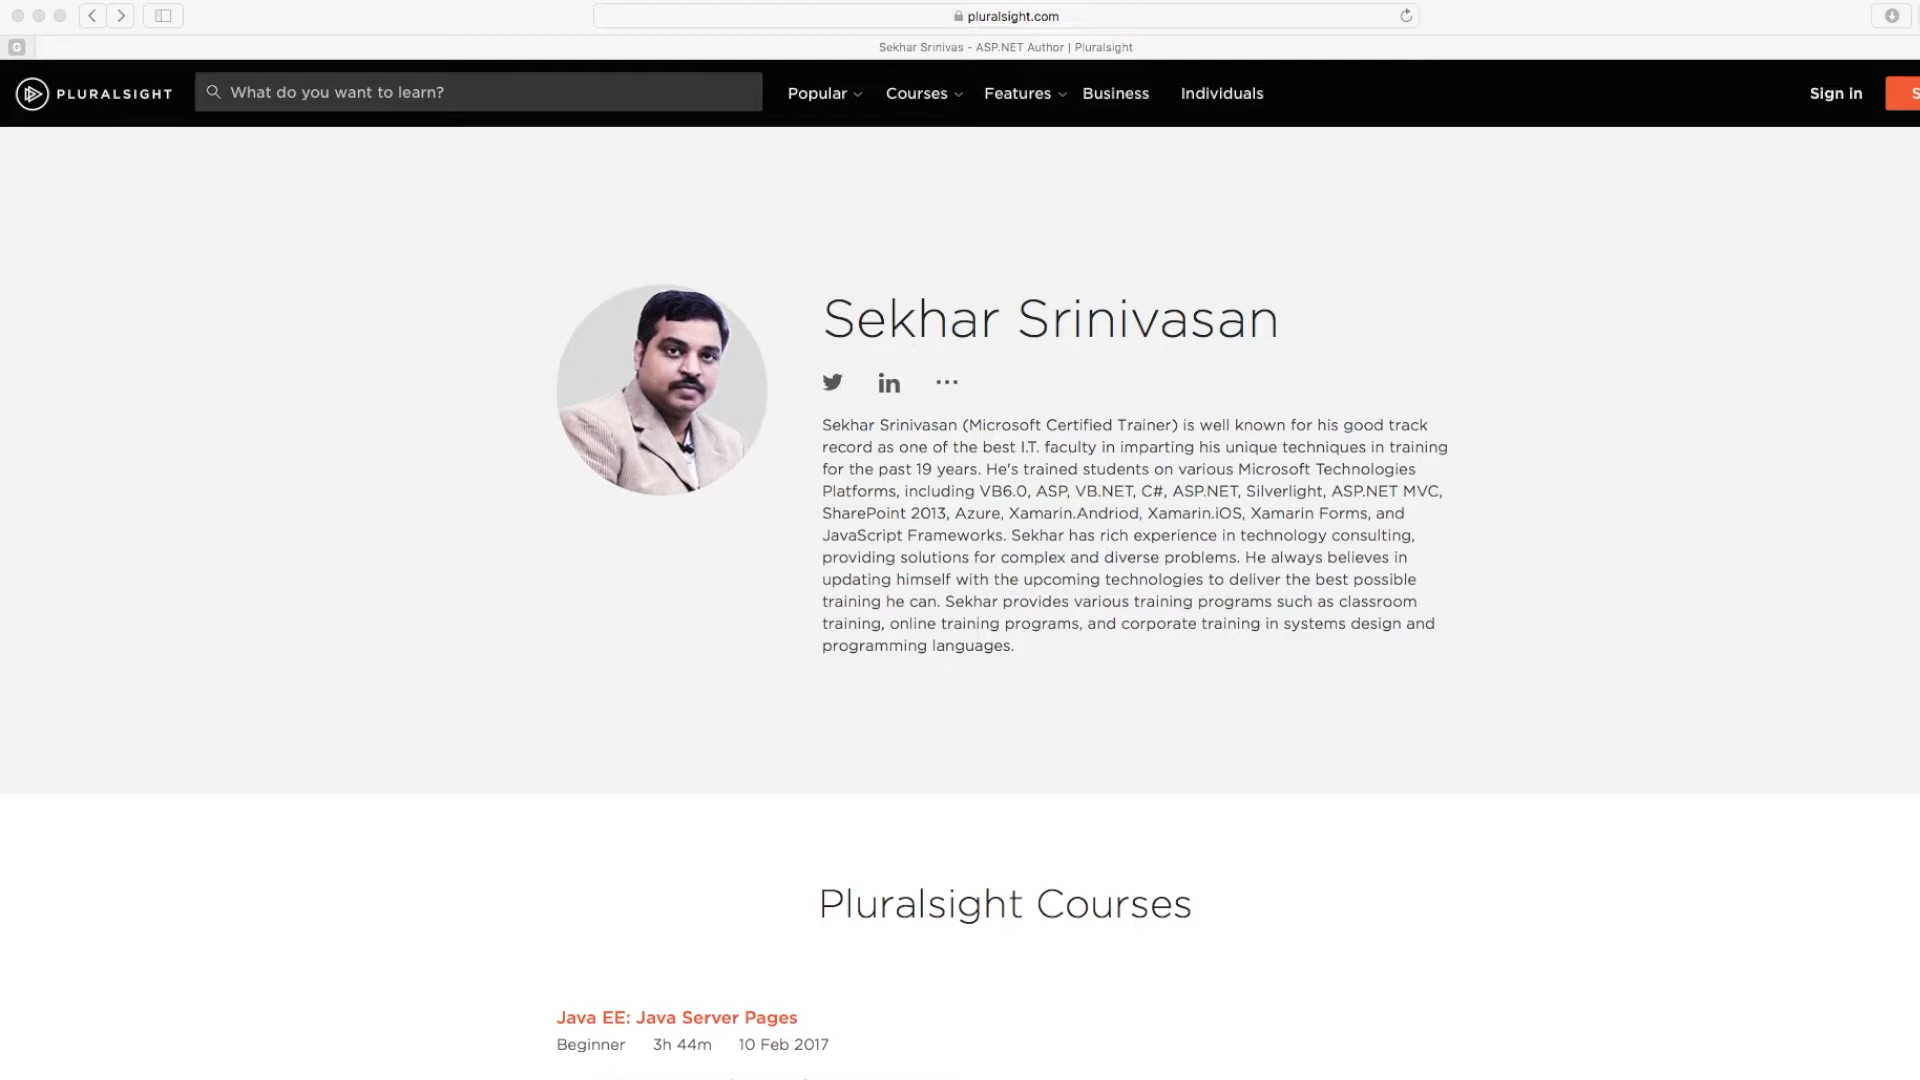 pluralsight.com
G
Sekhar Srinivas - ASP.NET Author | Pluralsight
PLURALSIGHT
What do you want to learn?
Popular
Courses
Features
Business
Individuals
Sign in
Sekhar Srinivasan
Sekhar Srinivasan (Microsoft Certified Trainer) is well known for his good track
record as one of the best I.T. faculty in imparting his unique techniques in training
for the past 19 years. He's trained students on various Microsoft Technologies
Platforms, including VB6.0, ASP, VB.NET, C#, ASP.NET, Silverlight, ASP.NET MVC,
SharePoint 2013, Azure, Xamarin.Andriod, Xamarin.iOS, Xamarin Forms, and
JavaScript Frameworks. Sekhar has rich experience in technology consulting,
providing solutions for complex and diverse problems. He always believes in
updating himself with the upcoming technologies to deliver the best possible
training he can. Sekhar provides various training programs such as classroom
training, online training programs, and corporate training in systems design and
programming languages.
Pluralsight Courses
Java EE: Java Server Pages
Beginner 3h 44m 10 Feb 2017